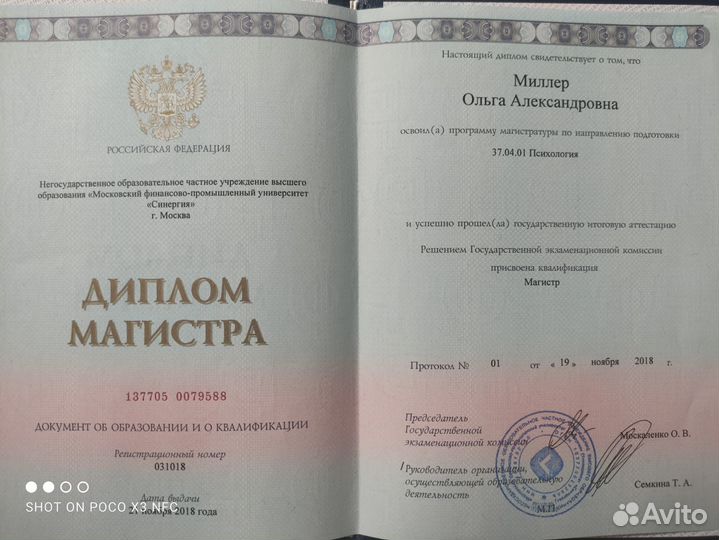 РОССИЙСКАЯ ФЕДЕРАЦИЯ
Негосударственное образовательное частное учреждение высшего
образования «Московский финансово-промышленный университет
«Синергия»
г. Москва
ДИПЛОМ
МАГИСТРА
137705 0079588
ДОКУМЕНТ ОБ ОБРАЗОВАНИИ И О КВАЛИФИКАЦИИ
Регистрационный номер
031018
Дата выдачи
21 ноября 2018 года
SHOT ON POCO X3 NFC
Настоящий диплом свидетельствует о том, что
Миллер
Ольга Александровна
освоил(а) программу магистратуры по направлению подготовки
37.04.01 Психология
и успешно прошел(ла) государственную итоговую аттестацию
Решением Государственной экзаменационной комиссии
присвоена квалификация
Магистр
Протокол № 01 от « 19 » ноября 2018 г.
Председатель
Государственной
экзаменационной комиссии
Москаленко О. В.
Руководитель организации,
осуществляющей образовательную
деятельность
Семкина Т. А.
М.П.
Avito